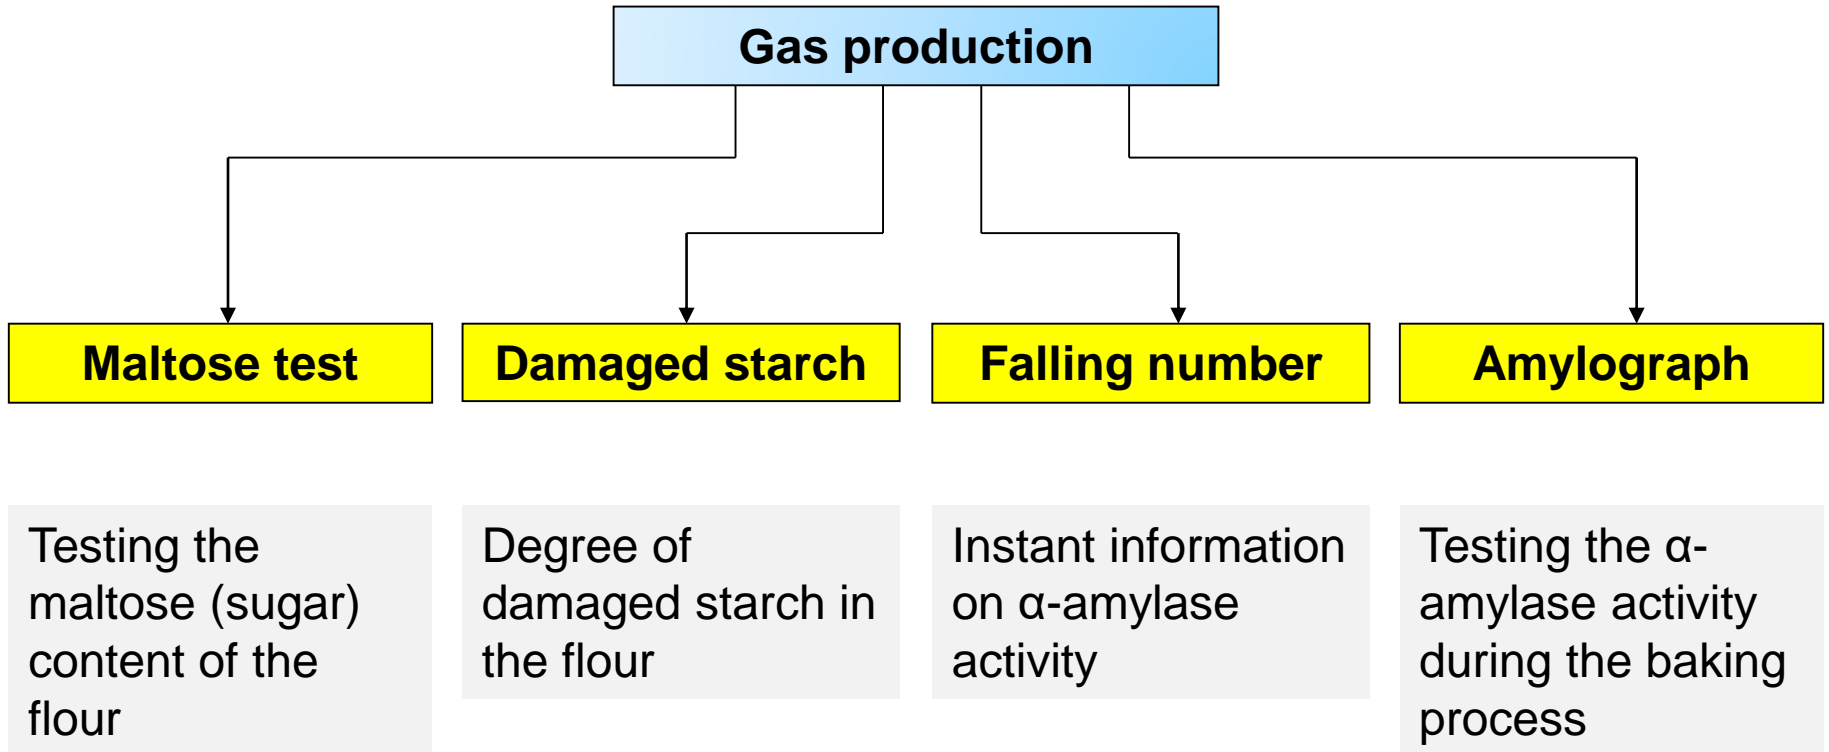 Gas production
Maltose test
Damaged starch
Falling number
Amylograph
Testing the
maltose (sugar)
content of the
flour
Degree of
damaged starch in
the flour
Instant information
on α-amylase
activity
Testing the α-
amylase activity
during the baking
process